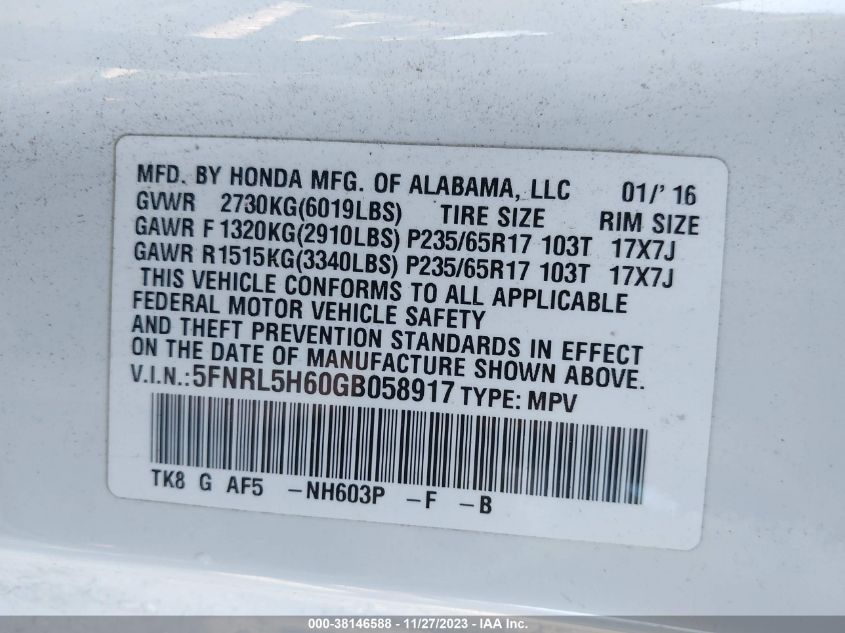 MFD. BY HONDA MFG. OF ALABAMA, LLC 01/'16
GVWR 2730KG(6019LBS) TIRE SIZE RIM SIZE
GAWR F 1320KG(2910LBS) P235/65R17 103T 17X7J
GAWR R 1515KG(3340LBS) P235/65R17 103T 17X7J
THIS VEHICLE CONFORMS TO ALL APPLICABLE
FEDERAL MOTOR VEHICLE SAFETY
AND THEFT PREVENTION STANDARDS IN EFFECT
ON THE DATE OF MANUFACTURE SHOWN ABOVE.
V.I.N.:5FNRL5H60GB058917 TYPE: MPV
TK8 G AF5 -NH603P -F -B
000-38146588 - 11/27/2023 - IAA Inc.